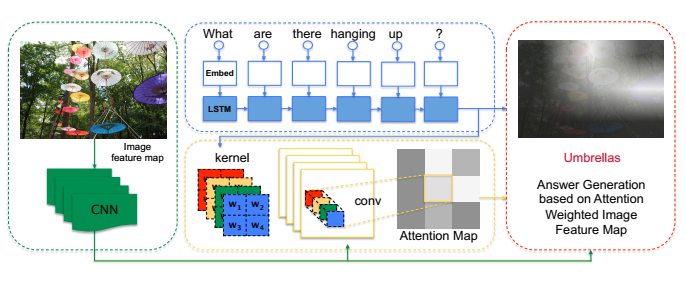 What are there hanging up ?
Embed
LSTM
Image
feature map
CNN
kernel
W1 W2
W3 W4
conv
Attention Map
Umbrellas
Answer Generation
based on Attention
Weighted Image
Feature Map